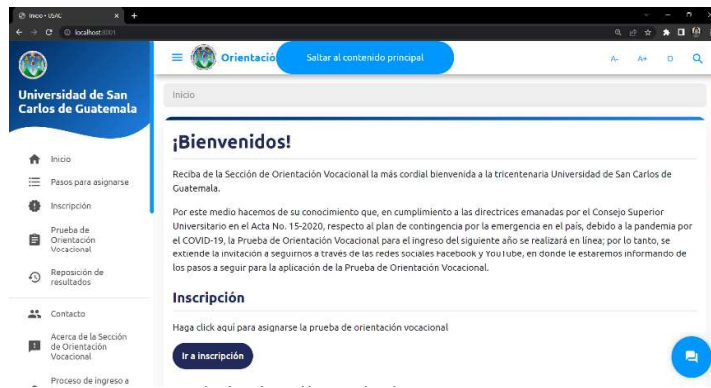 Inicio • USAC
localhost:3001
Universidad de San
Carlos de Guatemala
Inicio
Pasos para asignarse
Inscripción
Prueba de
Orientación
Vocacional
Reposición de
resultados
Contacto
Acerca de la Sección
de Orientación
Vocacional
Proceso de ingreso a
Orientació
Saltar al contenido principal
A-
A+
D
Inicio
¡Bienvenidos!
Reciba de la Sección de Orientación Vocacional la más cordial bienvenida a la tricentenaria Universidad de San Carlos de
Guatemala.
Por este medio hacemos de su conocimiento que, en cumplimiento a las directrices emanadas por el Consejo Superior
Universitario en el Acta No. 15-2020, respecto al plan de contingencia por la emergencia en el país, debido a la pandemia por
el COVID-19, la Prueba de Orientación Vocacional para el ingreso del siguiente año se realizará en línea; por lo tanto, se
extiende la invitación a seguirnos a través de las redes sociales Facebook y YouTube, en donde le estaremos informando de
los pasos a seguir para la aplicación de la Prueba de Orientación Vocacional.
Inscripción
Haga click aquí para asignarse la prueba de orientación vocacional
Ir a inscripción